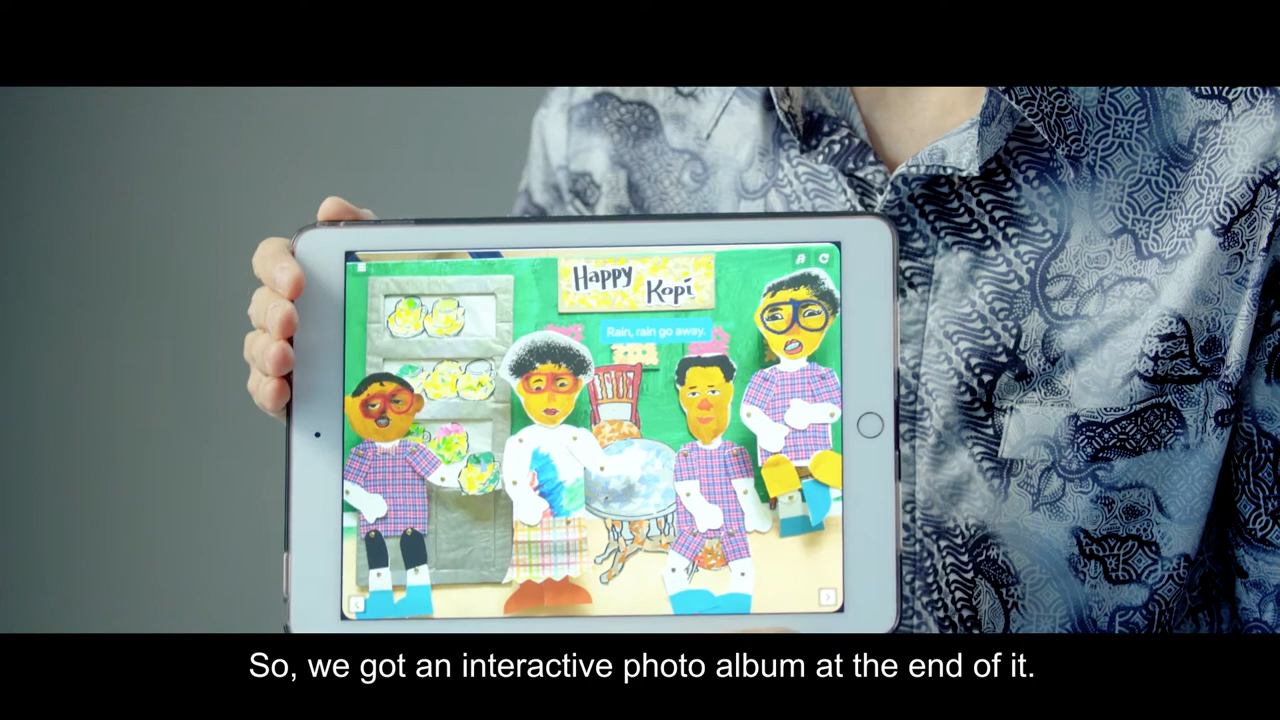 Happy
Kopi
Rain, rain go away.
So, we got an interactive photo album at the end of it.